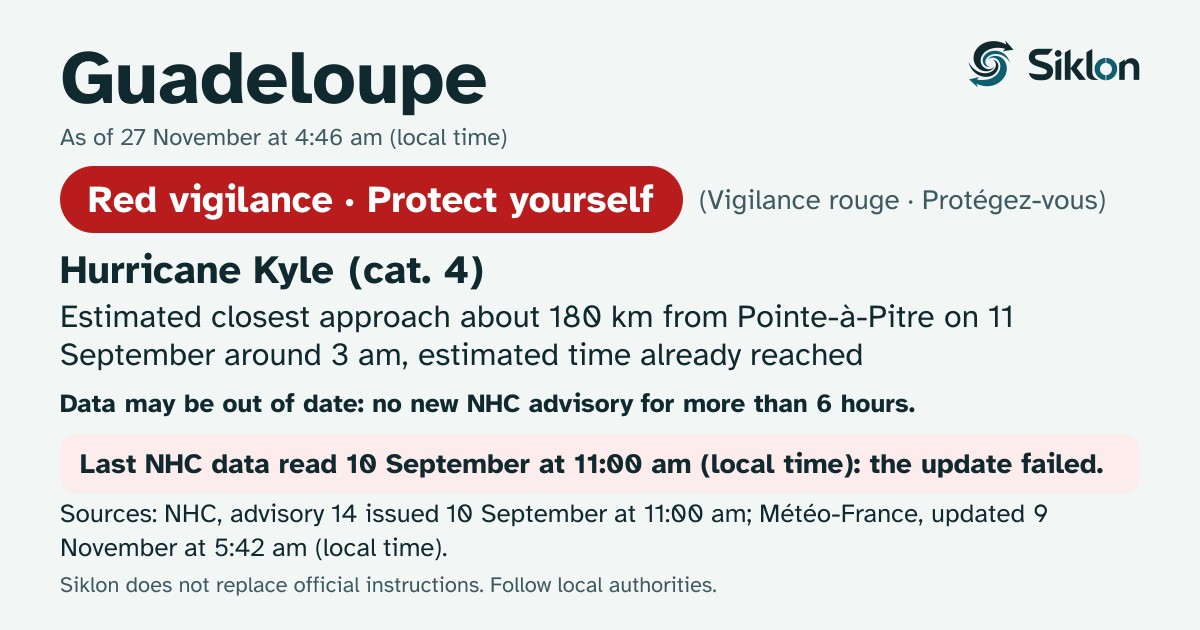 Guadeloupe
Siklon
As of 27 November at 4:46 am (local time)
Red vigilance · Protect yourself
(Vigilance rouge · Protégez-vous)
Hurricane Kyle (cat. 4)
Estimated closest approach about 180 km from Pointe-à-Pitre on 11
September around 3 am, estimated time already reached
Data may be out of date: no new NHC advisory for more than 6 hours.
Last NHC data read 10 September at 11:00 am (local time): the update failed.
Sources: NHC, advisory 14 issued 10 September at 11:00 am; Météo-France, updated 9
November at 5:42 am (local time).
Siklon does not replace official instructions. Follow local authorities.